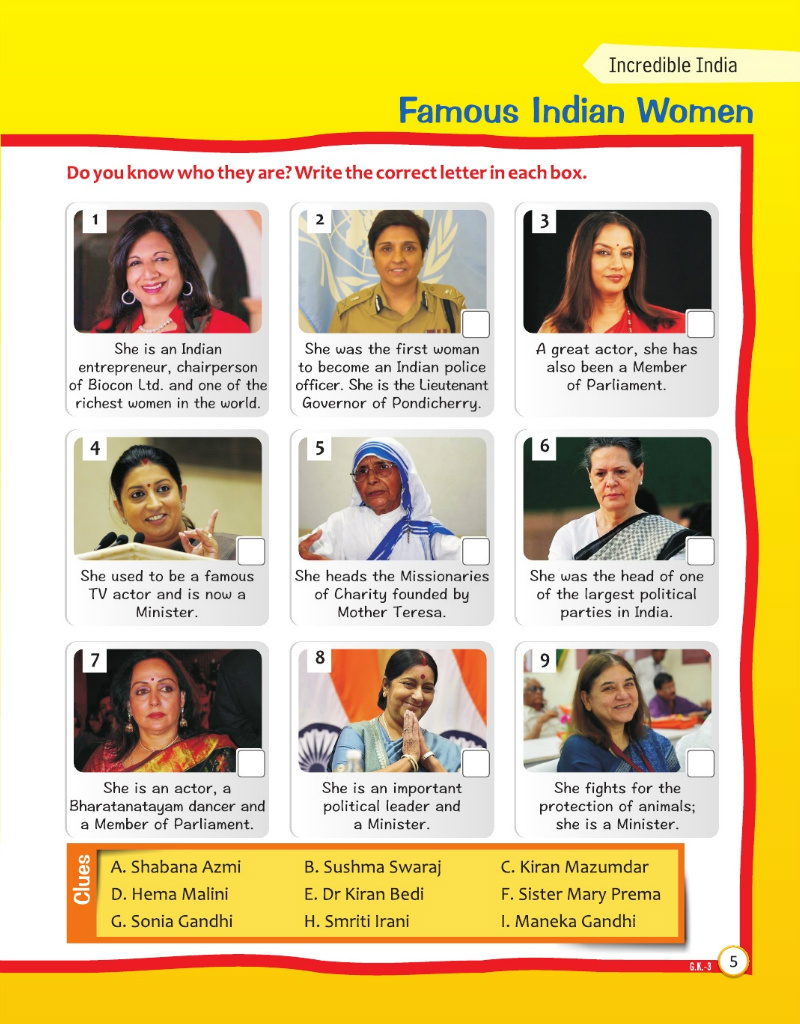 Incredible India
Famous Indian Women
Do you know who they are? Write the correct letter in each box.
1
She is an Indian
entrepreneur, chairperson
of Biocon Ltd. and one of the
richest women in the world.
2
She was the first woman
to become an Indian police
officer. She is the Lieutenant
Governor of Pondicherry.
3
A great actor, she has
also been a Member
of Parliament.
4
She used to be a famous
TV actor and is now a
Minister.
5
She heads the Missionaries
of Charity founded by
Mother Teresa.
6
She was the head of one
of the largest political
parties in India.
7
She is an actor, a
Bharatanatayam dancer and
a Member of Parliament.
8
She is an important
political leader and
a Minister.
9
She fights for the
protection of animals;
she is a Minister.
Clues
A. Shabana Azmi
B. Sushma Swaraj
C. Kiran Mazumdar
D. Hema Malini
E. Dr Kiran Bedi
F. Sister Mary Prema
G. Sonia Gandhi
H. Smriti Irani
I. Maneka Gandhi
G.K.-3
5